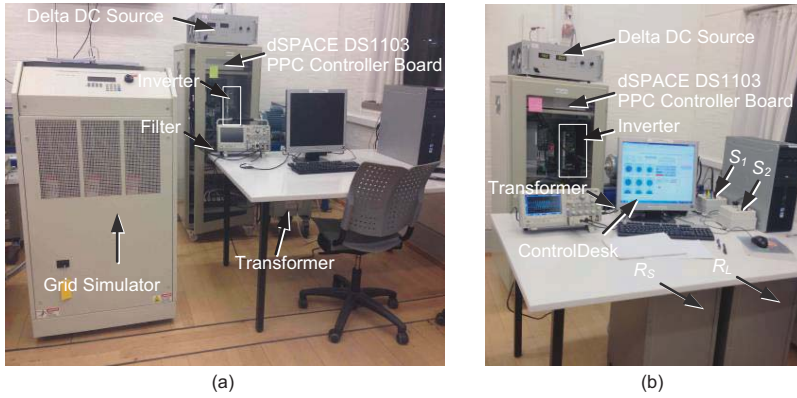 Delta DC Source
dSPACE DS1103
PPC Controller Board
Inverter
Filter
Transformer
Grid Simulator
(a)
Delta DC Source
dSPACE DS1103
PPC Controller Board
Inverter
S1
S2
Transformer
ControlDesk
RS
RL
(b)